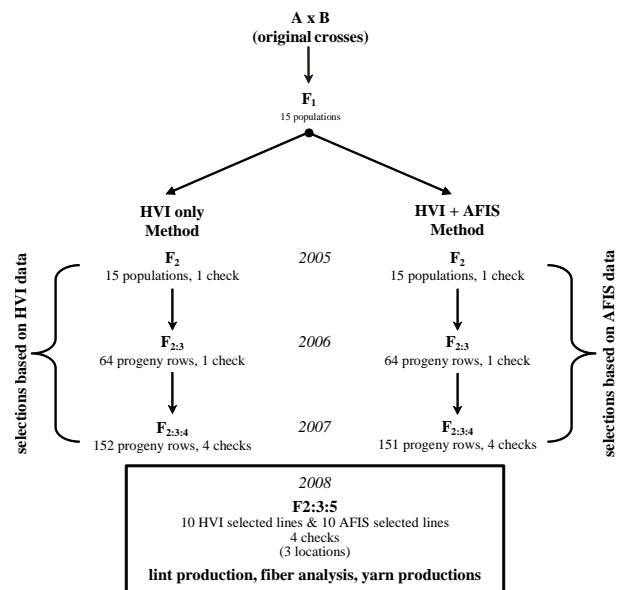 A x B
(original crosses)
F1
15 populations
HVI only
Method
HVI + AFIS
Method
selections based on HVI data
F2
15 populations, 1 check
2005
F2
15 populations, 1 check
selections based on AFIS data
F2:3
64 progeny rows, 1 check
2006
F2:3
64 progeny rows, 1 check
F2:3:4
152 progeny rows, 4 checks
2007
F2:3:4
151 progeny rows, 4 checks
2008
F2:3:5
10 HVI selected lines & 10 AFIS selected lines
4 checks
(3 locations)
lint production, fiber analysis, yarn productions